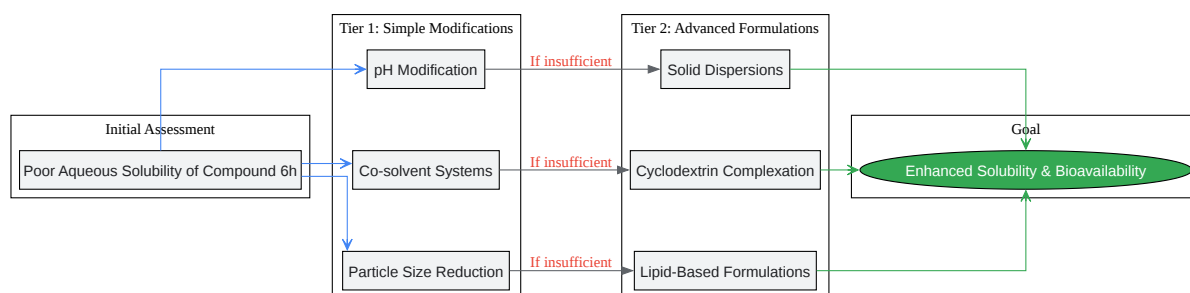 Tier 1: Simple Modifications
Tier 2: Advanced Formulations
pH Modification
If insufficient
Solid Dispersions
Initial Assessment
Goal
Poor Aqueous Solubility of Compound 6h
Co-solvent Systems
If insufficient
Cyclodextrin Complexation
Enhanced Solubility & Bioavailability
Particle Size Reduction
If insufficient
Lipid-Based Formulations